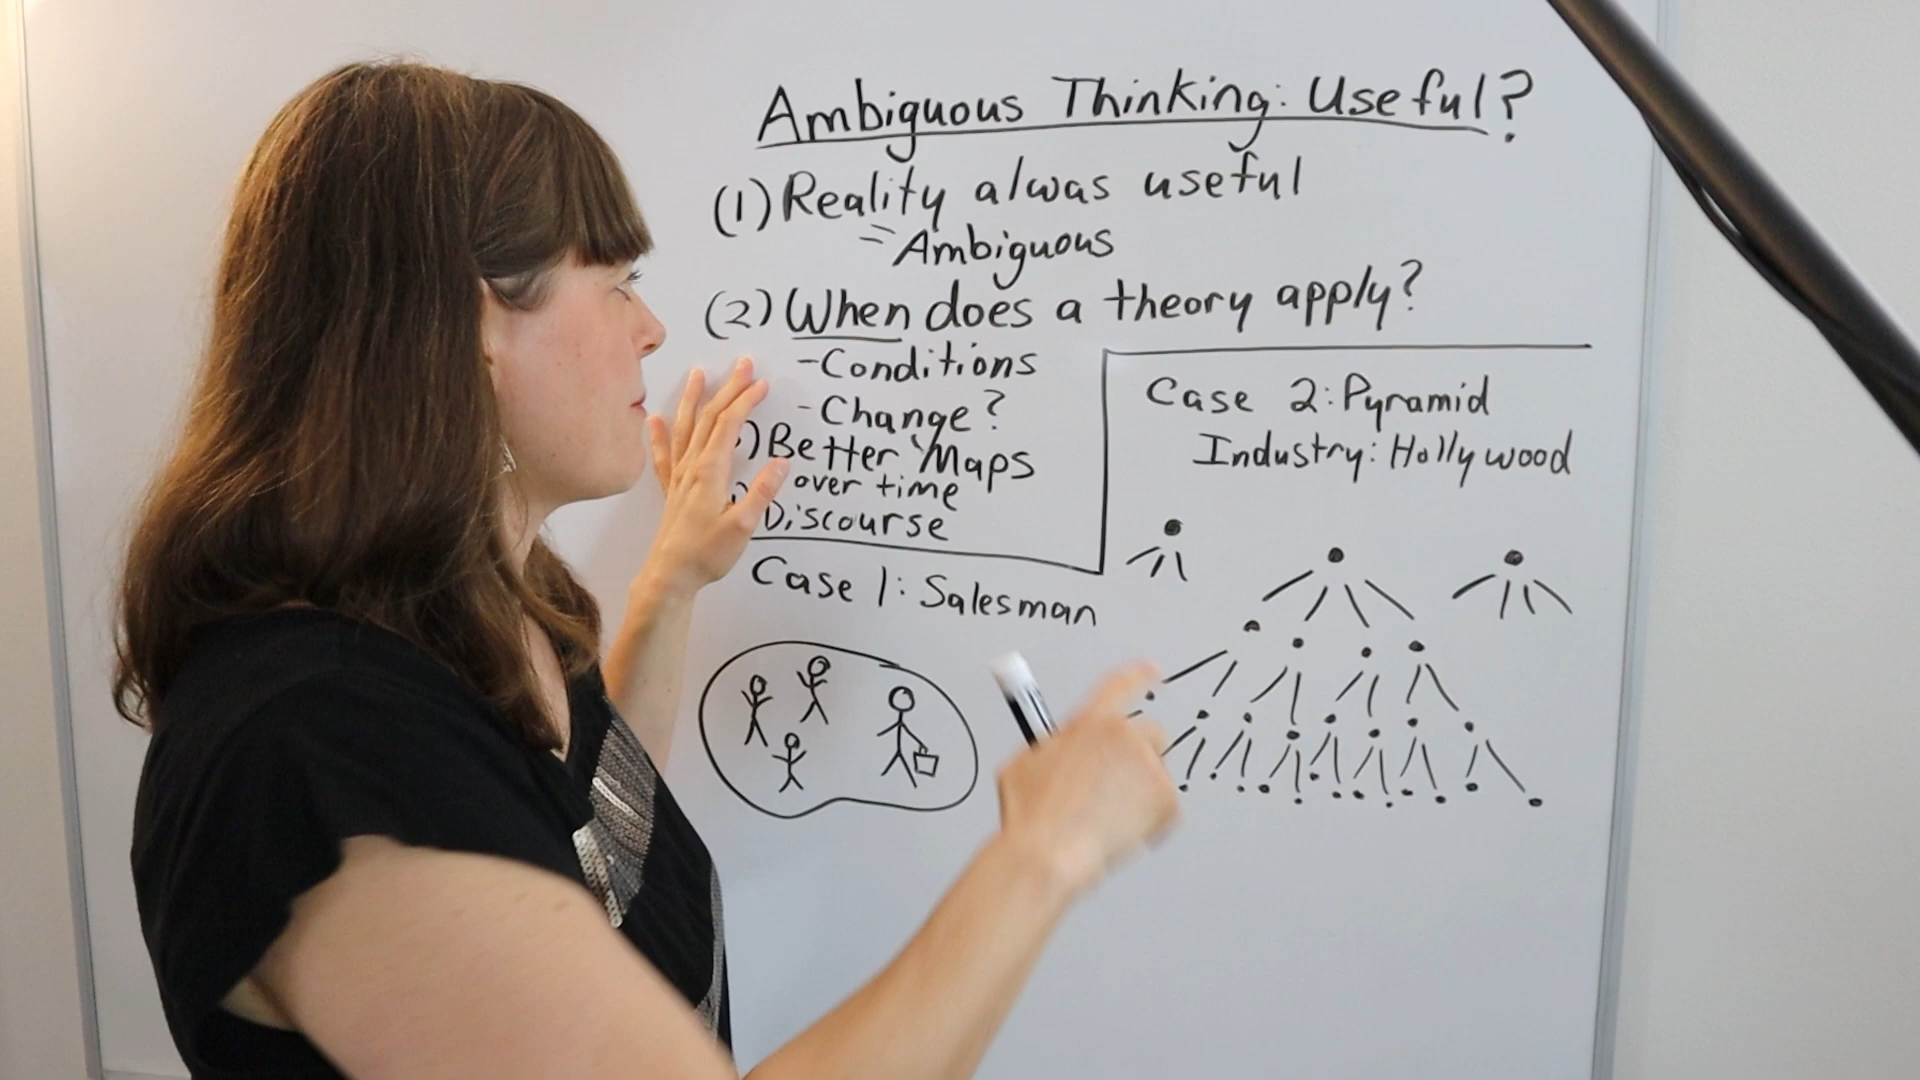 Ambiguous Thinking: Useful?
(1) Reality alwas useful
= Ambiguous
(2) When does a theory apply?
- Conditions
- Change?
) Better "Maps
over time
) Discourse
Case 1: Salesman
Case 2: Pyramid
Industry: Hollywood